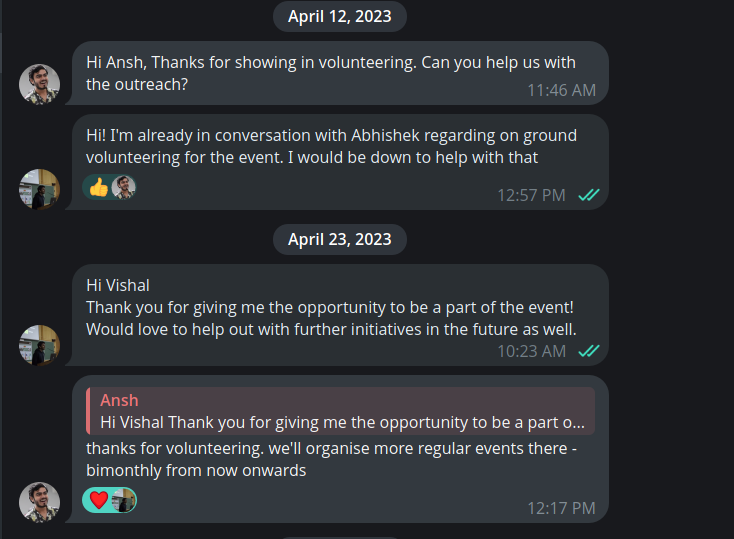 April 12, 2023
Hi Ansh, Thanks for showing in volunteering. Can you help us with
the outreach?
11:46 AM
Hi! I'm already in conversation with Abhishek regarding on ground
volunteering for the event. I would be down to help with that
12:57 PM
April 23, 2023
Hi Vishal
Thank you for giving me the opportunity to be a part of the event!
Would love to help out with further initiatives in the future as well.
10:23 AM
Ansh
Hi Vishal Thank you for giving me the opportunity to be a part o...
thanks for volunteering. we'll organise more regular events there -
bimonthly from now onwards
12:17 PM